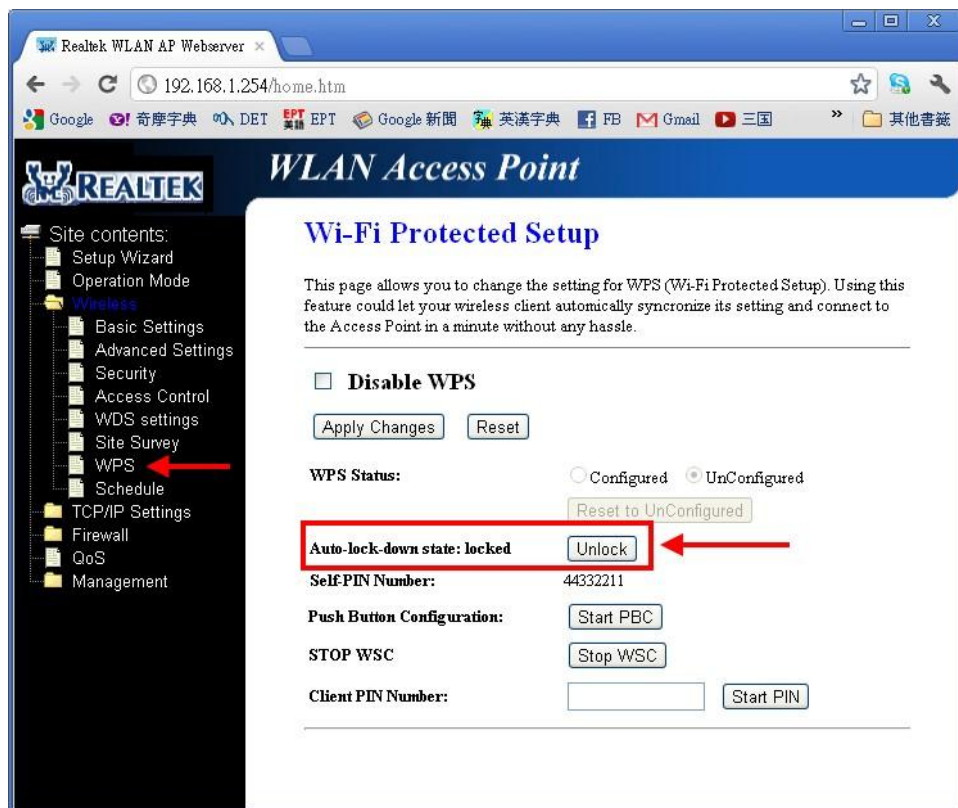 Realtek WLAN AP Webserver
192.168.1.254/home.htm
Google 奇摩字典 DET EPT 美語 EPT Google 新聞 英漢字典 FB Gmail 三国 » 其他書籤
REALTEK
WLAN Access Point
Site contents:
Setup Wizard
Operation Mode
Wireless
Basic Settings
Advanced Settings
Security
Access Control
WDS settings
Site Survey
WPS
Schedule
TCP/IP Settings
Firewall
QoS
Management
Wi-Fi Protected Setup
This page allows you to change the setting for WPS (Wi-Fi Protected Setup). Using this
feature could let your wireless client automically syncronize its setting and connect to
the Access Point in a minute without any hassle.
Disable WPS
Apply Changes Reset
WPS Status: Configured UnConfigured
Reset to UnConfigured
Auto-lock-down state: locked Unlock
Self-PIN Number: 44332211
Push Button Configuration: Start PBC
STOP WSC Stop WSC
Client PIN Number: Start PIN